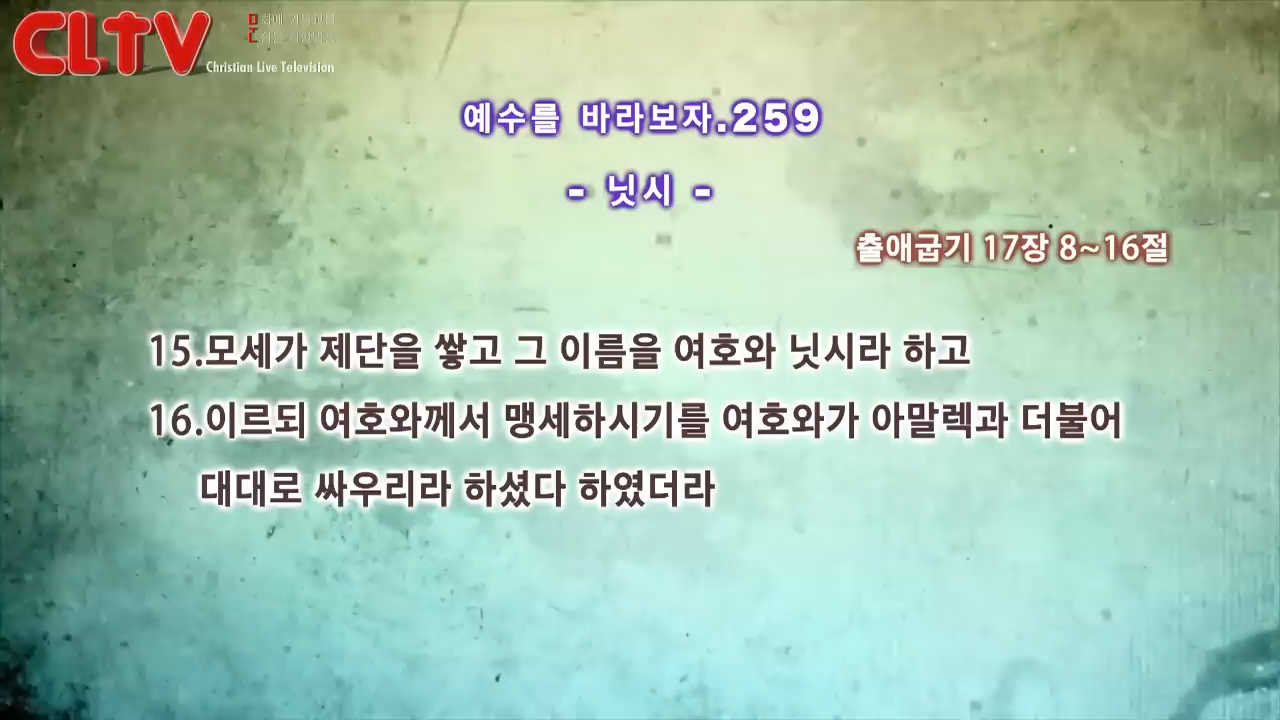 CLTV
Christian Live Television
예수를 바라보자.259
- 닛시 -
출애굽기 17장 8~16절
15.모세가 제단을 쌓고 그 이름을 여호와 닛시라 하고
16.이르되 여호와께서 맹세하시기를 여호와가 아말렉과 더불어
대대로 싸우리라 하셨다 하였더라